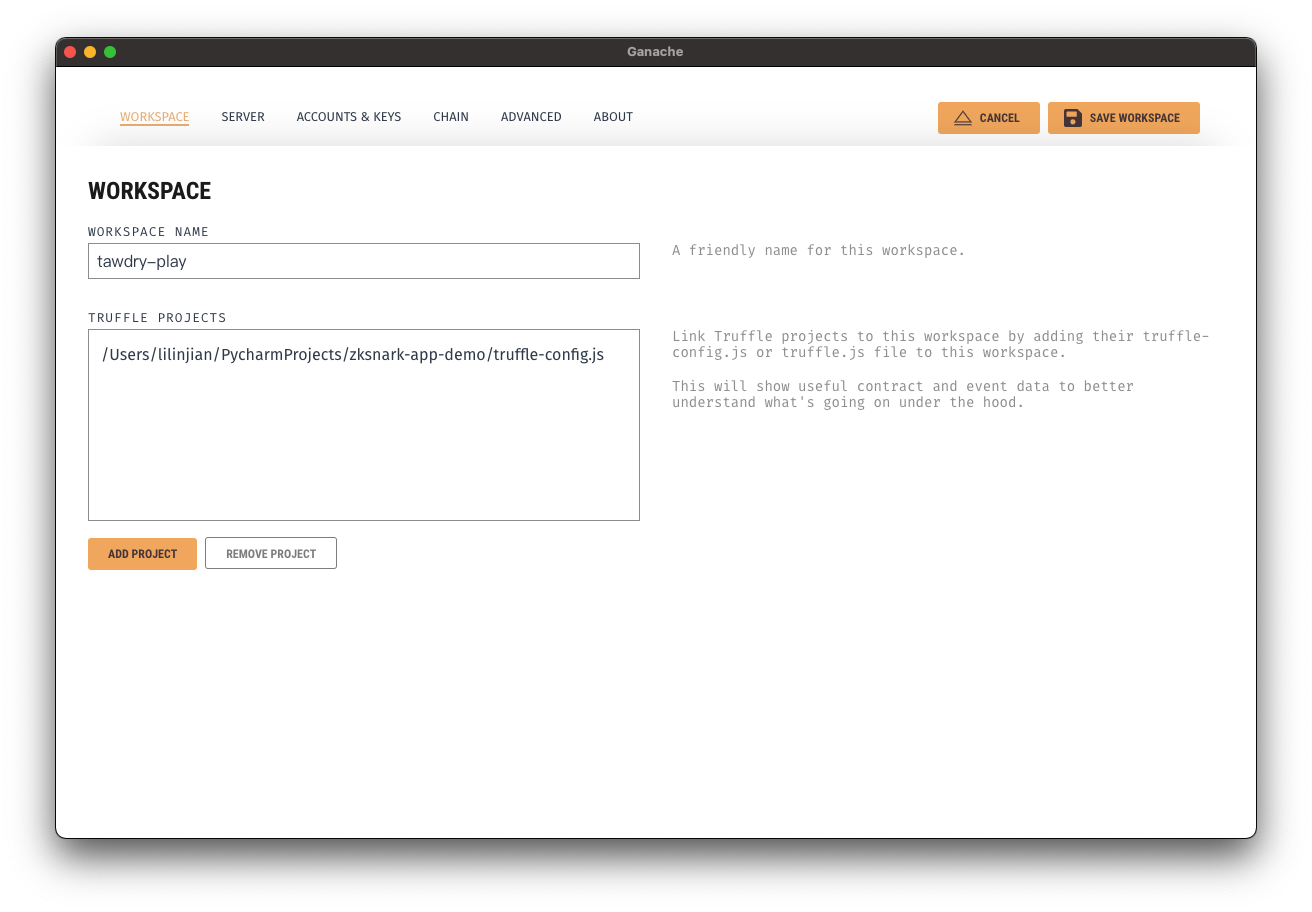 Ganache
WORKSPACE SERVER ACCOUNTS & KEYS CHAIN ADVANCED ABOUT CANCEL SAVE WORKSPACE
WORKSPACE
WORKSPACE NAME
tawdry-play
A friendly name for this workspace.
TRUFFLE PROJECTS
/Users/lilinjian/PycharmProjects/zksnark-app-demo/truffle-config.js
Link Truffle projects to this workspace by adding their truffle-
config.js or truffle.js file to this workspace.
This will show useful contract and event data to better
understand what's going on under the hood.
ADD PROJECT REMOVE PROJECT